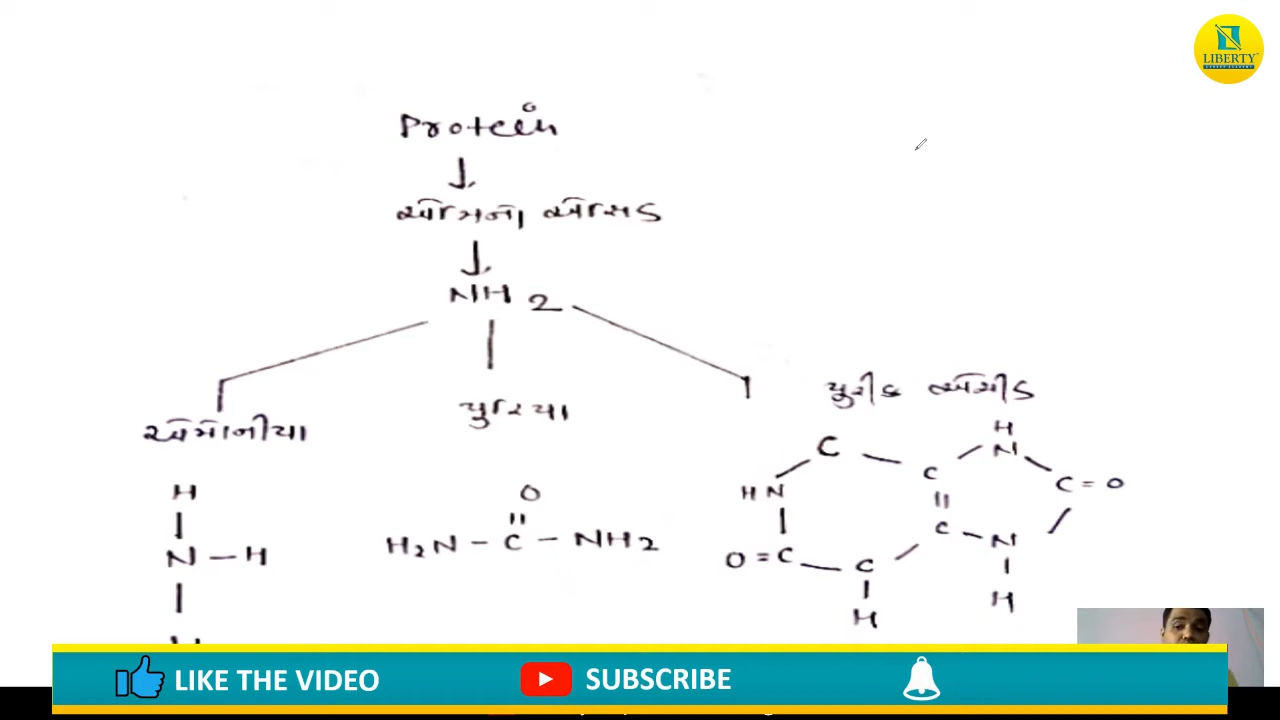 LIBERTY
Protein
એમિનો એસિડ
NH2
યુરીક એસીડ
યુરિયા
એમોનીયા
H
N
C
C
C = O
H
O
HN
N – H
H2N – C – NH2
C
N
O = C
C
H
H
LIKE THE VIDEO
SUBSCRIBE